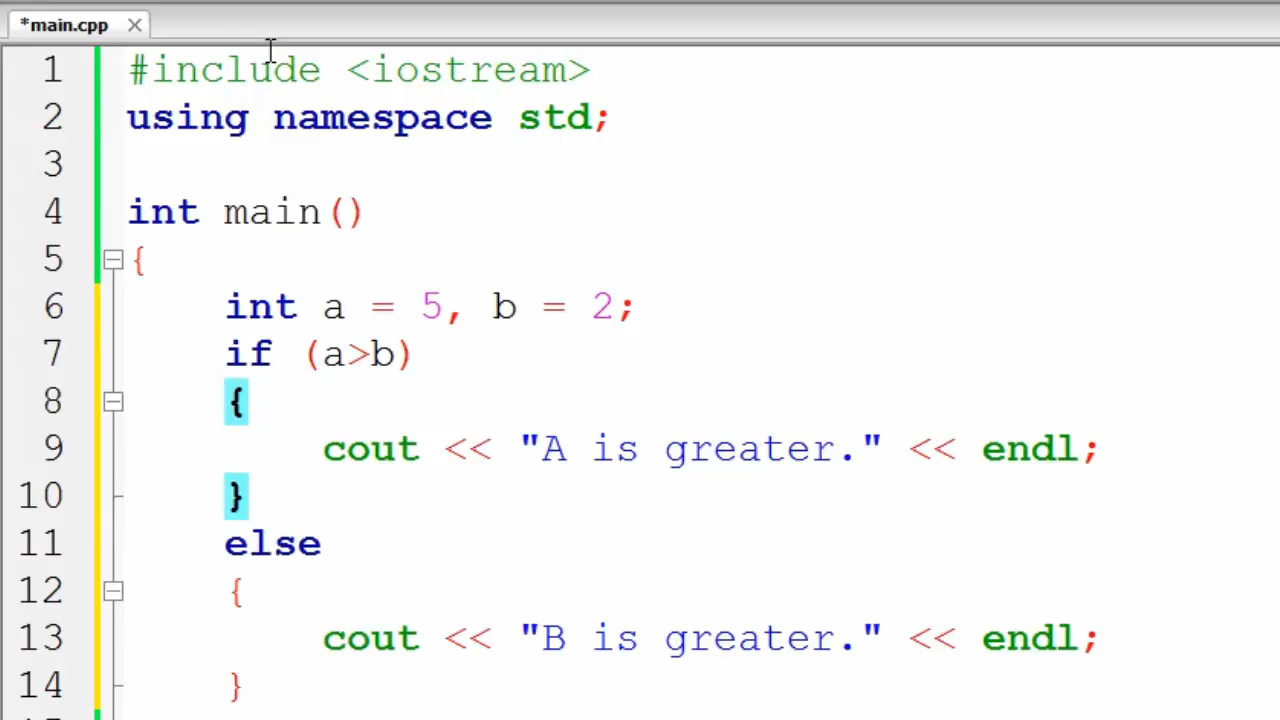 *main.cpp
1 #include <iostream>
2 using namespace std;
3
4 int main()
5 {
6 int a = 5, b = 2;
7 if (a>b)
8 {
9 cout << "A is greater." << endl;
10 }
11 else
12 {
13 cout << "B is greater." << endl;
14 }